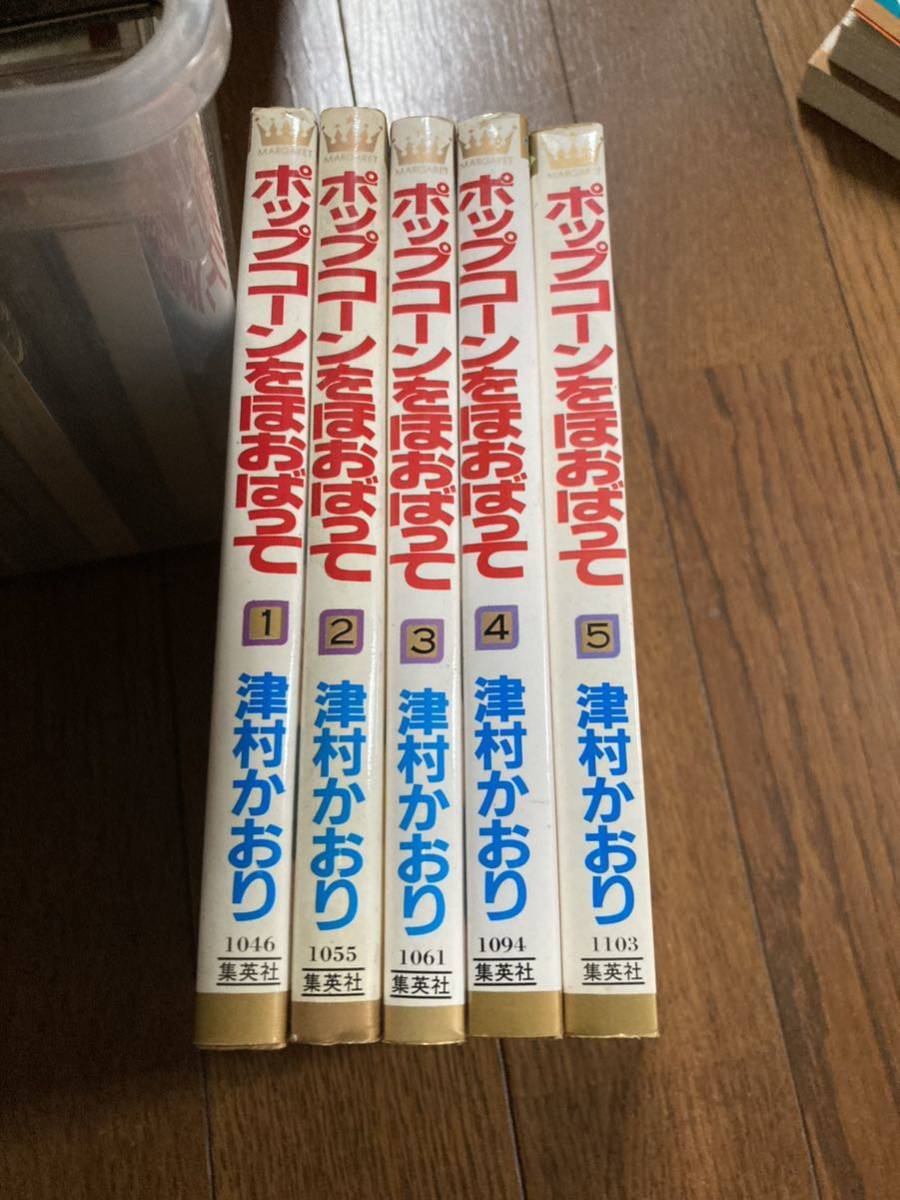 MARGARET
ポップコーンをほおばって
1
津村かおり
1046
集英社
MARGARET
ポップコーンをほおばって
2
津村かおり
1055
集英社
MARGARET
ポップコーンをほおばって
3
津村かおり
1061
集英社
MARGARET
ポップコーンをほおばって
4
津村かおり
1094
集英社
MARGARET
ポップコーンをほおばって
5
津村かおり
1103
集英社